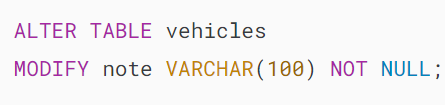 ALTER TABLE vehicles
MODIFY note VARCHAR(100) NOT NULL;